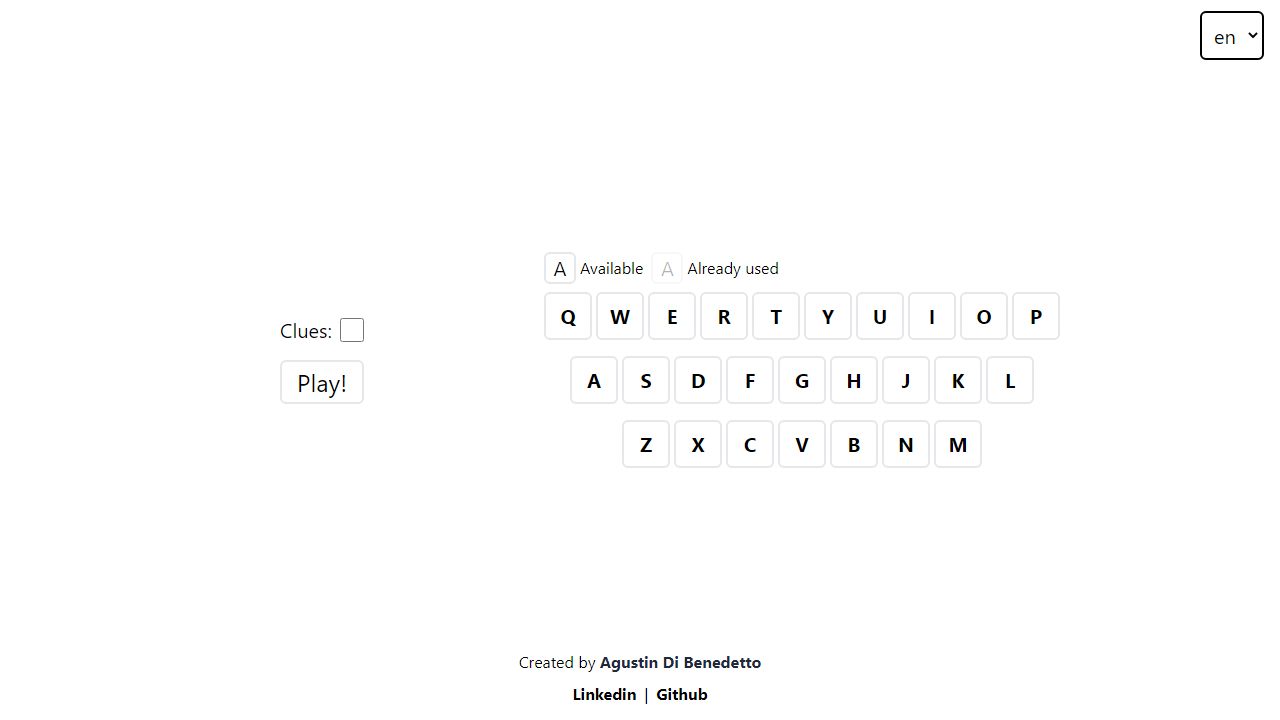 en
A Available A Already used
Q W E R T Y U I O P
Clues:
A S D F G H J K L
Play!
Z X C V B N M
Created by Agustin Di Benedetto
Linkedin | Github